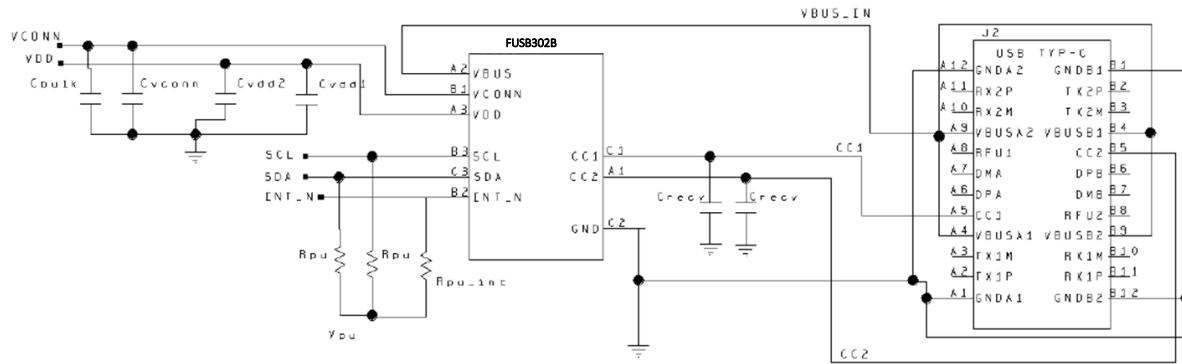 VBUS_IN
VCONN
VDD
Cbulk Cvconn Cvdd2 Cvdd1
FUSB302B
A2 VBUS
B1 VCONN
A3 VDD
SCL B3 SCL
SDA C3 SDA
INT_N B2 INT_N
CC1 C1
CC2 A1
GND C2
Rpu Rpu Rpu_int
Vpu
Crecv Crecv
CC1
CC2
J2
USB TYP-C
A12 GNDA2 GNDB1 B1
A11 RX2P TX2P B2
A10 RX2M TX2M B3
A9 VBUSA2 VBUSB1 B4
A8 RFU1 CC2 B5
A7 DMA DPB B6
A6 DPA DMB B7
A5 CC1 RFU2 B8
A4 VBUSA1 VBUSB2 B9
A3 TX1M RX1M B10
A2 TX1P RX1P B11
A1 GNDA1 GNDB2 B12